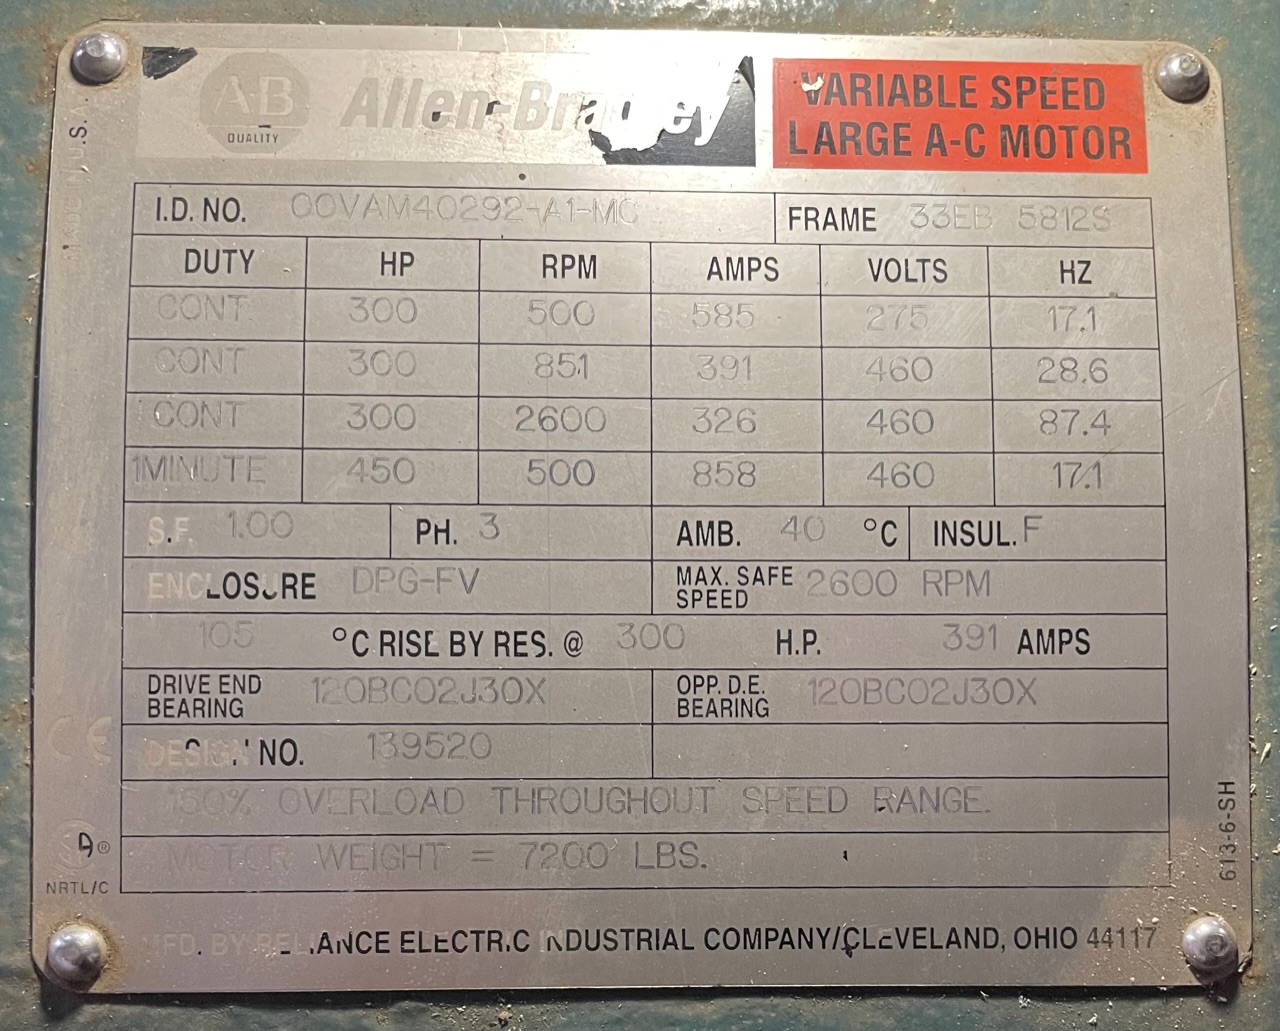 A-B
QUALITY
Allen-Bradley
VARIABLE SPEED
LARGE A-C MOTOR
MADE IN U.S.A.
I.D. NO. 00VAM40292-A1-MC FRAME 33EB 5812S
DUTY HP RPM AMPS VOLTS HZ
CONT 300 500 585 275 17.1
CONT 300 851 391 460 28.6
CONT 300 2600 326 460 87.4
1MINUTE 450 500 858 460 17.1
S.F. 1.00 PH. 3 AMB. 40 °C INSUL. F
ENCLOSURE DPG-FV MAX. SAFE SPEED 2600 RPM
105 °C RISE BY RES. @ 300 H.P. 391 AMPS
DRIVE END BEARING 120BC02J30X OPP. D.E. BEARING 120BC02J30X
DESIGN NO. 139520
150% OVERLOAD THROUGHOUT SPEED RANGE.
MOTOR WEIGHT = 7200 LBS.
CE
NRTL/C
613-6-SH
MFD. BY RELIANCE ELECTRIC INDUSTRIAL COMPANY/CLEVELAND, OHIO 44117